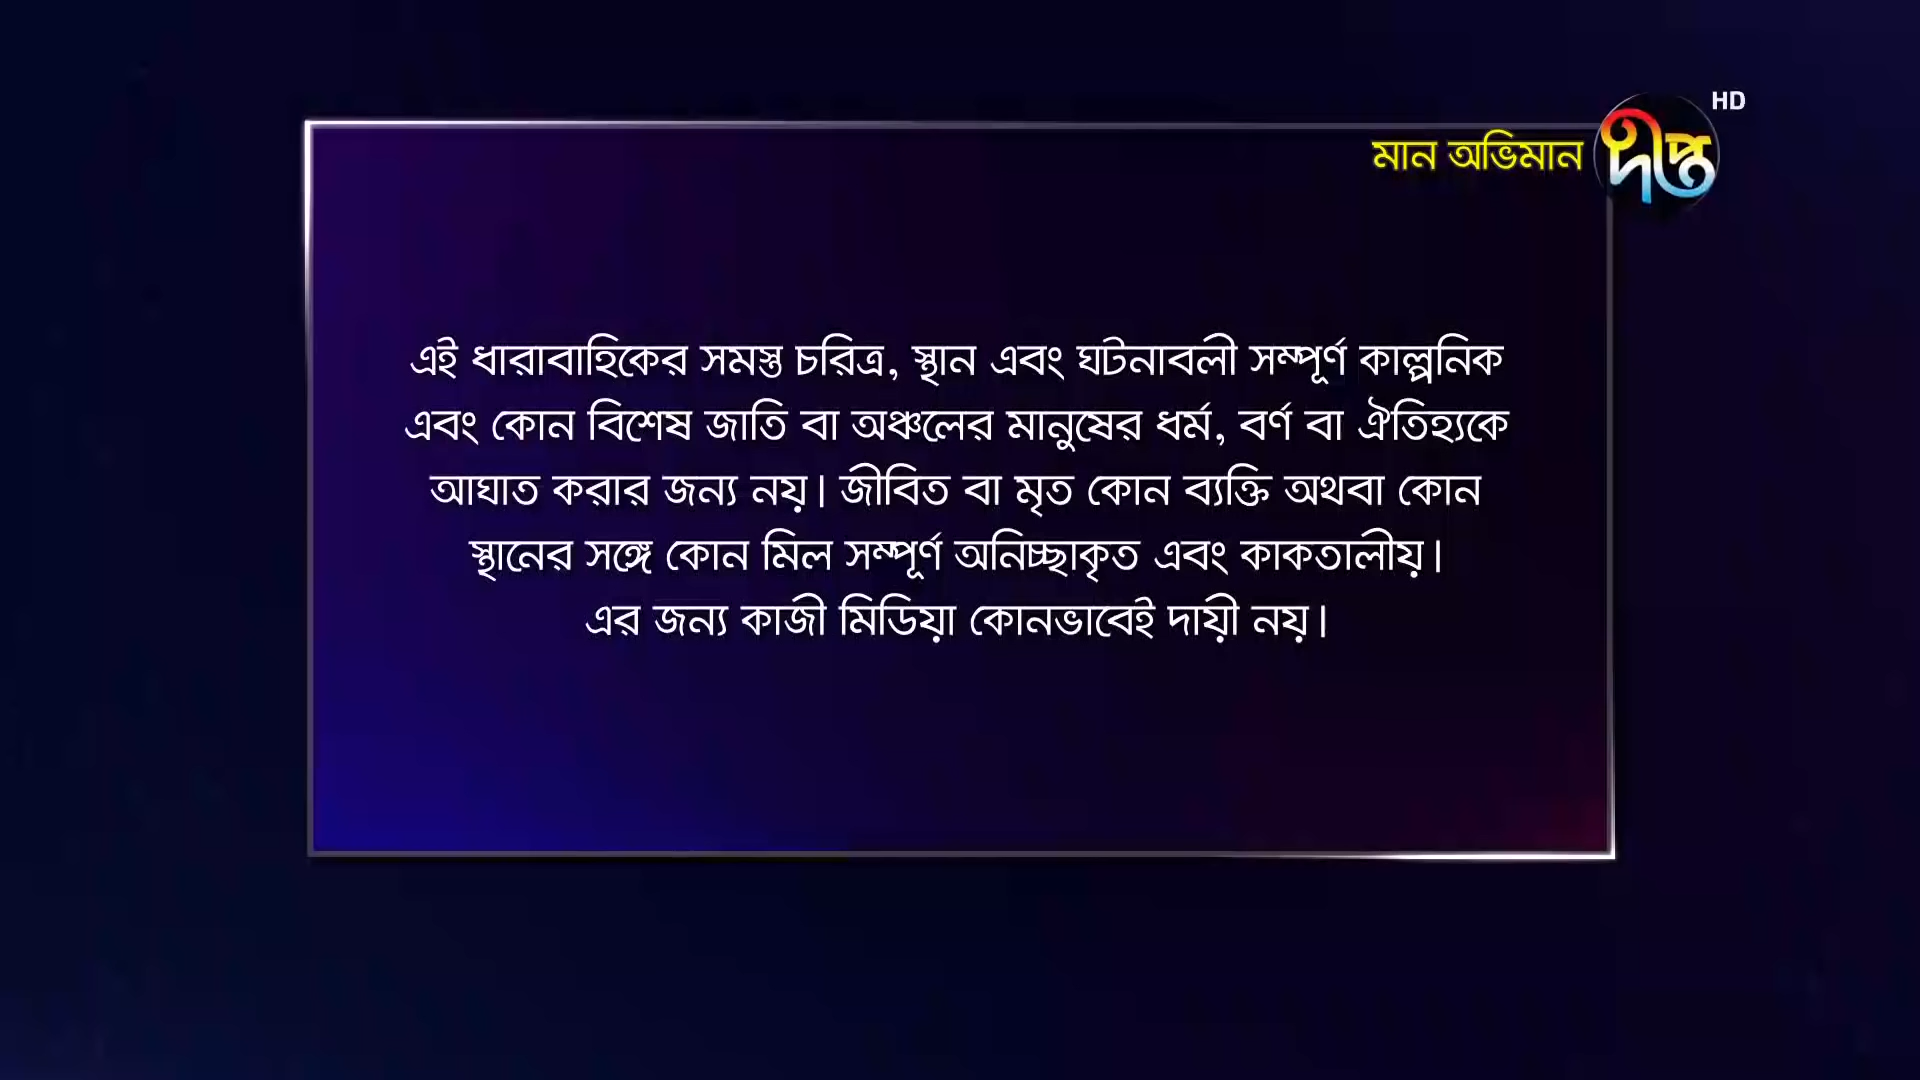 HD
মান অভিমান
দীপ্ত
এই ধারাবাহিকের সমস্ত চরিত্র, স্থান এবং ঘটনাবলী সম্পূর্ণ কাল্পনিক
এবং কোন বিশেষ জাতি বা অঞ্চলের মানুষের ধর্ম, বর্ণ বা ঐতিহ্যকে
আঘাত করার জন্য নয়। জীবিত বা মৃত কোন ব্যক্তি অথবা কোন
স্থানের সঙ্গে কোন মিল সম্পূর্ণ অনিচ্ছাকৃত এবং কাকতালীয়।
এর জন্য কাজী মিডিয়া কোনভাবেই দায়ী নয়।